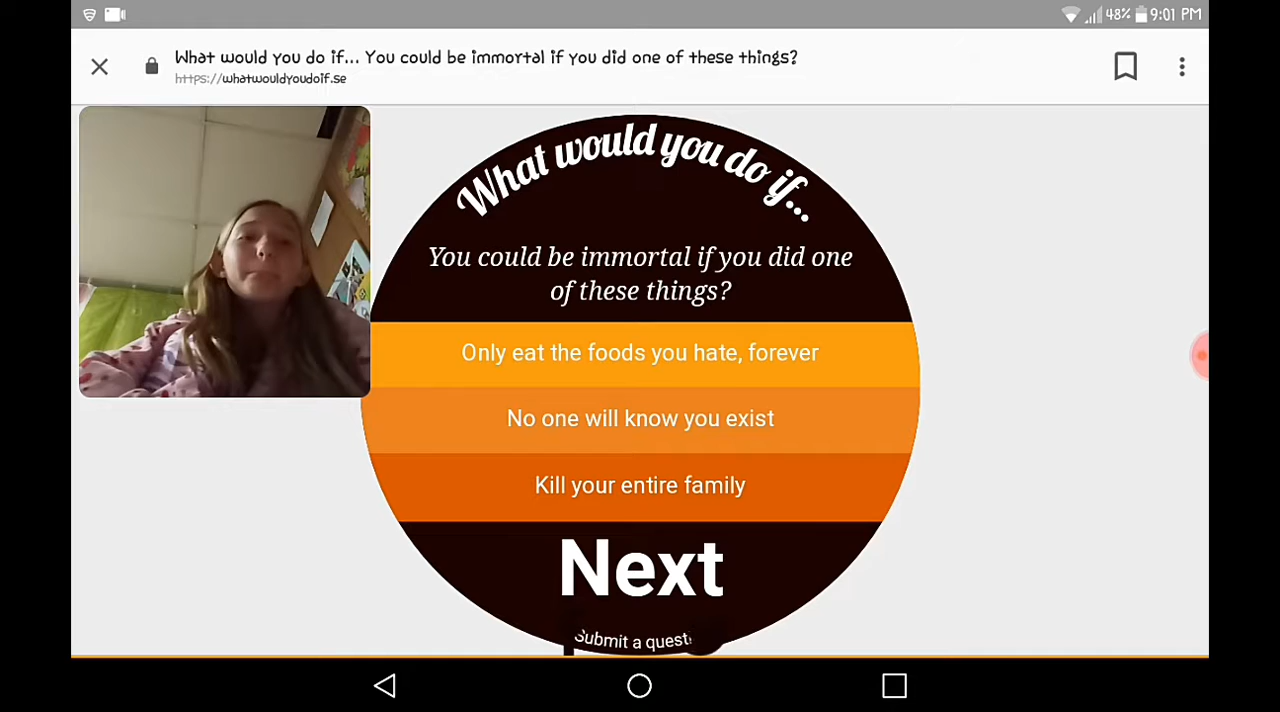 48% 9:01 PM
What would you do if... You could be immortal if you did one of these things?
https://whatwouldyoudoif.se
What would you do if...
You could be immortal if you did one
of these things?
Only eat the foods you hate, forever
No one will know you exist
Kill your entire family
Next
Submit a quest